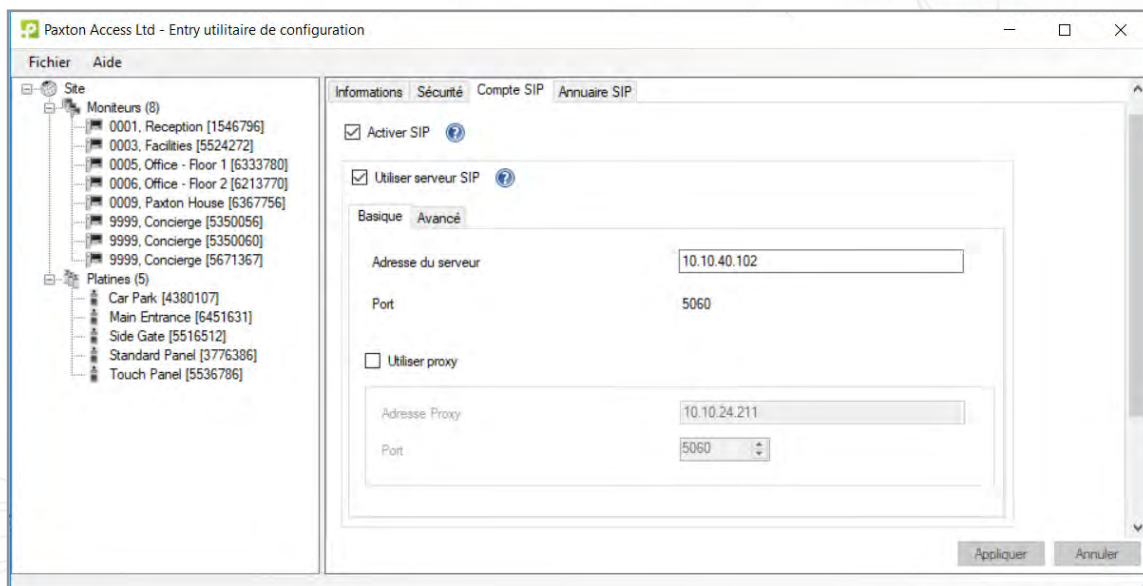 Paxton Access Ltd - Entry utilitaire de configuration
Fichier Aide
Site
Moniteurs (8)
0001, Reception [1546796]
0003, Facilities [5524272]
0005, Office - Floor 1 [6333780]
0006, Office - Floor 2 [6213770]
0009, Paxton House [6367756]
9999, Concierge [5350056]
9999, Concierge [5350060]
9999, Concierge [5671367]
Platines (5)
Car Park [4380107]
Main Entrance [6451631]
Side Gate [5516512]
Standard Panel [3776386]
Touch Panel [5536786]
Informations Sécurité Compte SIP Annuaire SIP
Activer SIP ?
Utiliser serveur SIP ?
Basique Avancé
Adresse du serveur 10.10.40.102
Port 5060
Utiliser proxy
Adresse Proxy 10.10.24.211
Port 5060
Appliquer Annuler